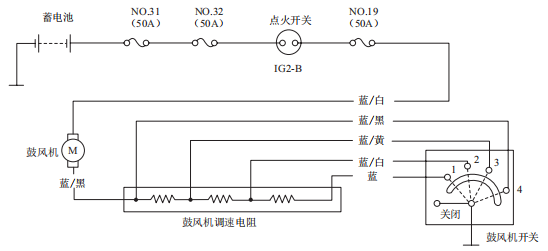 蓄电池
NO.31
(50A)
NO.32
(50A)
点火开关
IG2-B
NO.19
(50A)
蓝/白
蓝/黑
蓝/黄
蓝/白
蓝
鼓风机
M
蓝/黑
鼓风机调速电阻
1
2
3
4
关闭
鼓风机开关